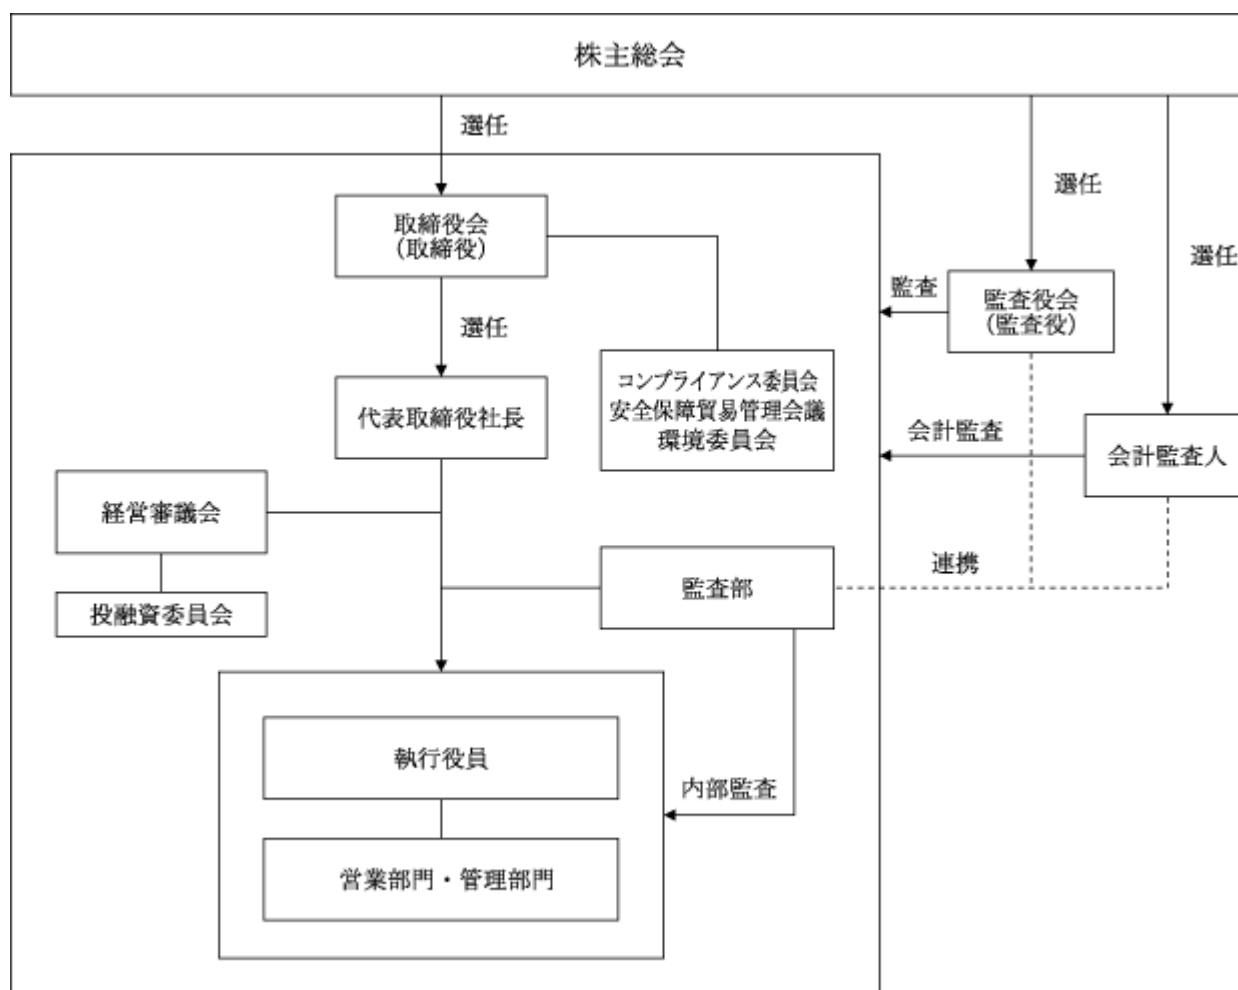 株主総会
選任
選任
選任
取締役会
(取締役)
監査
監査役会
(監査役)
選任
コンプライアンス委員会
安全保障貿易管理会議
環境委員会
代表取締役社長
会計監査
会計監査人
経営審議会
監査部
連携
投融資委員会
執行役員
内部監査
営業部門・管理部門